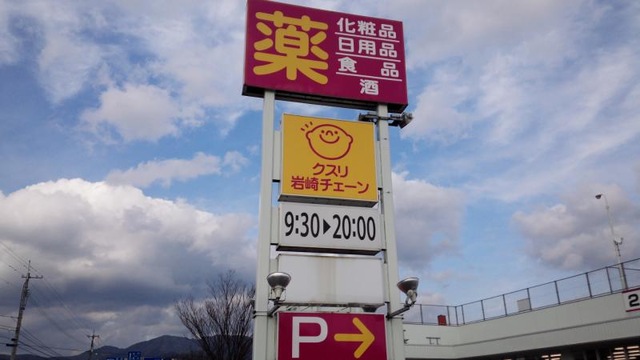 薬
化粧品
日用品
食品
酒
クスリ
岩崎チェーン
9:30▶20:00
P→
2